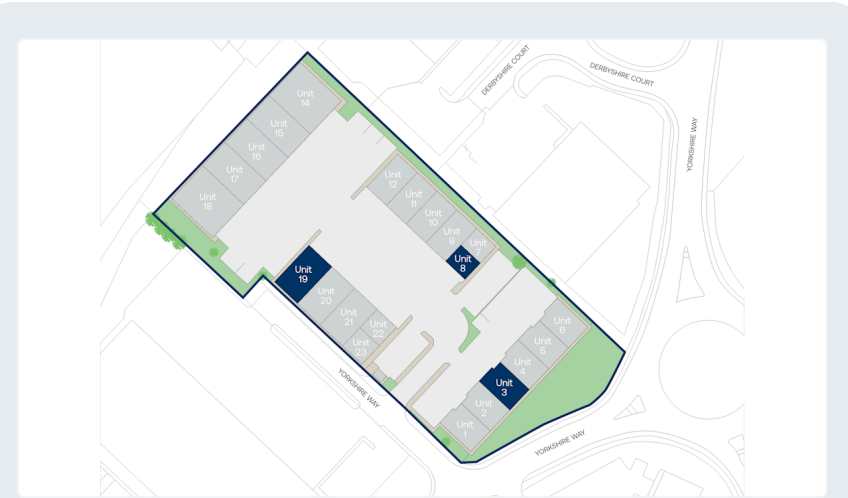 DERBYSHIRE COURT
DERBYSHIRE COURT
YORKSHIRE WAY
Unit
14
Unit
15
Unit
16
Unit
17
Unit
18
Unit
12
Unit
11
Unit
10
Unit
9
Unit
7
Unit
8
Unit
19
Unit
20
Unit
21
Unit
22
Unit
23
Unit
6
Unit
5
Unit
4
Unit
3
Unit
2
Unit
1
YORKSHIRE WAY
YORKSHIRE WAY